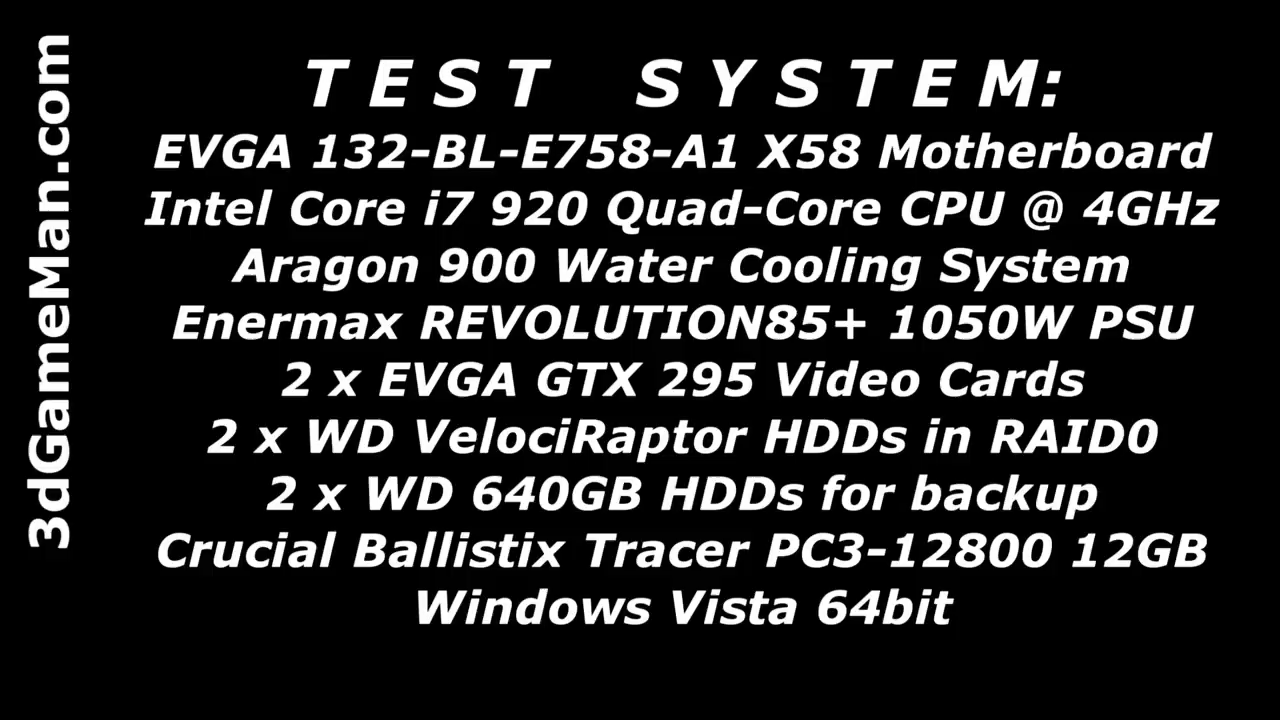 3dGameMan.com
TEST SYSTEM:
EVGA 132-BL-E758-A1 X58 Motherboard
Intel Core i7 920 Quad-Core CPU @ 4GHz
Aragon 900 Water Cooling System
Enermax REVOLUTION85+ 1050W PSU
2 x EVGA GTX 295 Video Cards
2 x WD VelociRaptor HDDs in RAID0
2 x WD 640GB HDDs for backup
Crucial Ballistix Tracer PC3-12800 12GB
Windows Vista 64bit